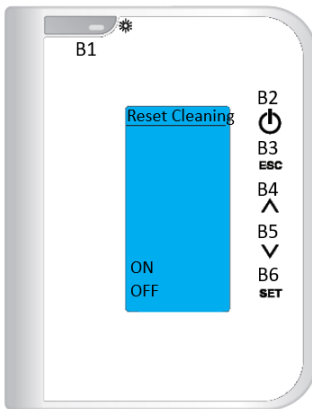 B1
B2
Reset Cleaning
B3
ESC
B4
B5
ON
B6
OFF
SET